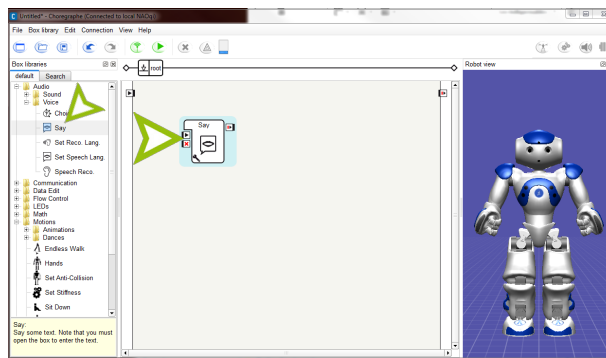 Untitled* - Choregraphe (Connected to local NAOqi)
File Box library Edit Connection View Help
Box libraries
root
Robot view
default Search
Audio
Sound
Voice
Say
Say
Set Reco. Lang.
Set Speech Lang.
Speech Reco.
Communication
Data Edit
Flow Control
LEDs
Math
Motions
Animations
Dances
Endless Walk
Hands
Set Anti-Collision
Set Stiffness
Sit Down
Say:
Say some text. Note that you must
open the box to enter the text.